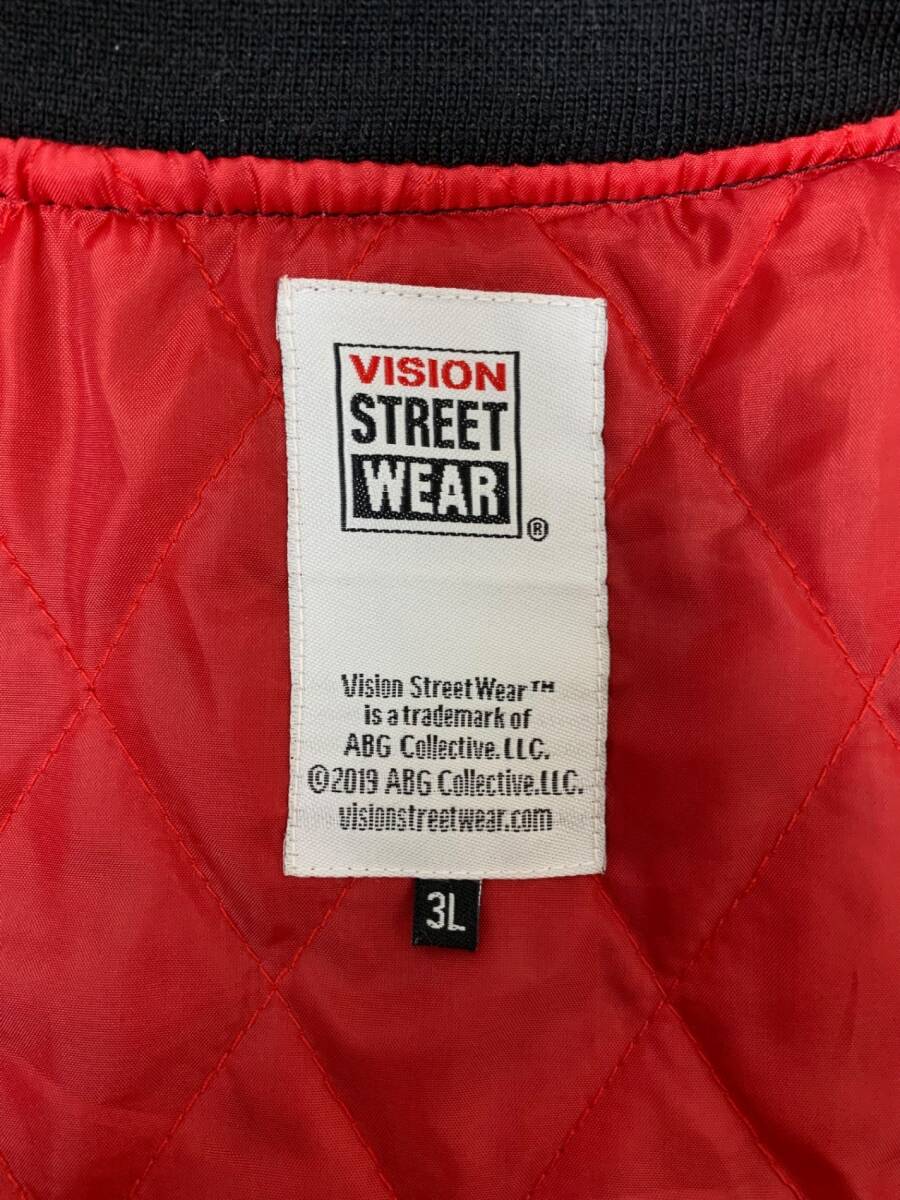 VISION
STREET
WEAR
®
Vision StreetWear™
is a trademark of
ABG Collective.LLC.
©2019 ABG Collective.LLC.
visionstreetwear.com
3L